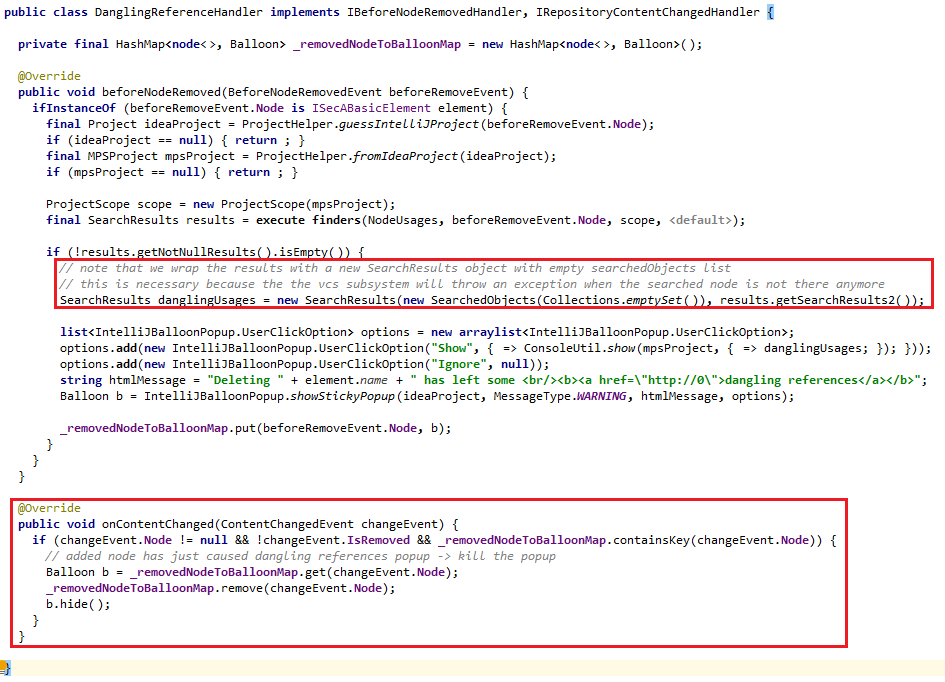 public class DanglingReferenceHandler implements IBeforeNodeRemovedHandler, IRepositoryContentChangedHandler {
private final HashMap<node<>, Balloon> _removedNodeToBalloonMap = new HashMap<node<>, Balloon>();
@Override
public void beforeNodeRemoved(BeforeNodeRemovedEvent beforeRemoveEvent) {
ifInstanceOf (beforeRemoveEvent.Node is ISecABasicElement element) {
final Project ideaProject = ProjectHelper.guessIntelliJProject(beforeRemoveEvent.Node);
if (ideaProject == null) { return ; }
final MPSProject mpsProject = ProjectHelper.fromIdeaProject(ideaProject);
if (mpsProject == null) { return ; }
ProjectScope scope = new ProjectScope(mpsProject);
final SearchResults results = execute finders(NodeUsages, beforeRemoveEvent.Node, scope, <default>);
if (!results.getNotNullResults().isEmpty()) {
// note that we wrap the results with a new SearchResults object with empty searchedObjects list
// this is necessary because the the vcs subsystem will throw an exception when the searched node is not there anymore
SearchResults danglingUsages = new SearchResults(new SearchedObjects(Collections.emptySet()), results.getSearchResults2());
list<IntelliJBalloonPopup.UserClickOption> options = new arraylist<IntelliJBalloonPopup.UserClickOption>;
options.add(new IntelliJBalloonPopup.UserClickOption("Show", { => ConsoleUtil.show(mpsProject, { => danglingUsages; }); }));
options.add(new IntelliJBalloonPopup.UserClickOption("Ignore", null));
string htmlMessage = "Deleting " + element.name + " has left some <br/><b><a href=\"http://0\">dangling references</a></b>";
Balloon b = IntelliJBalloonPopup.showStickyPopup(ideaProject, MessageType.WARNING, htmlMessage, options);
_removedNodeToBalloonMap.put(beforeRemoveEvent.Node, b);
}
}
}
@Override
public void onContentChanged(ContentChangedEvent changeEvent) {
if (changeEvent.Node != null && !changeEvent.IsRemoved && _removedNodeToBalloonMap.containsKey(changeEvent.Node)) {
// added node has just caused dangling references popup -> kill the popup
Balloon b = _removedNodeToBalloonMap.get(changeEvent.Node);
_removedNodeToBalloonMap.remove(changeEvent.Node);
b.hide();
}
}
}